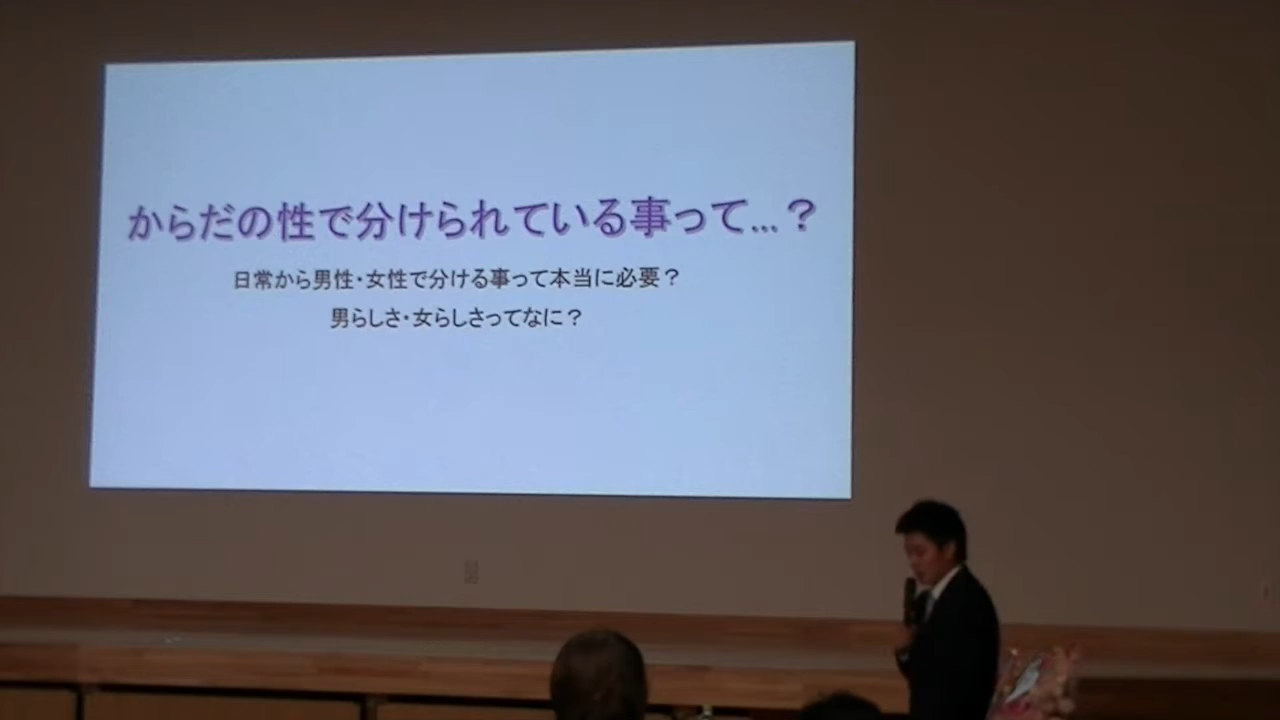 からだの性で分けられている事って...？
日常から男性・女性で分ける事って本当に必要？
男らしさ・女らしさってなに？